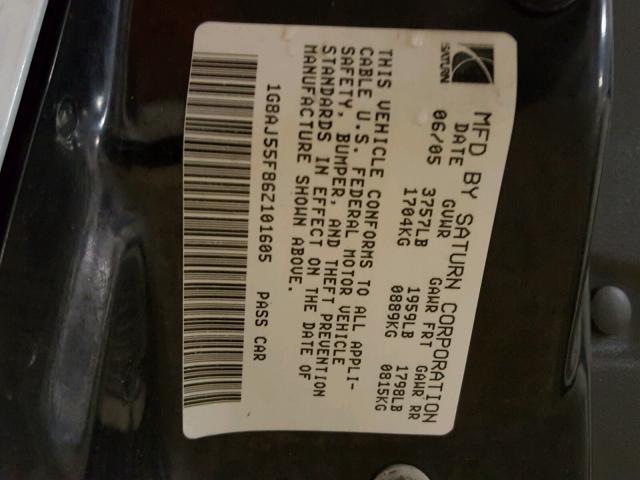 SATURN
MFD BY SATURN CORPORATION
DATE GVWR GAWR FRT GAWR RR
06/05 3757LB 1959LB 1798LB
1704KG 0889KG 0815KG
THIS VEHICLE CONFORMS TO ALL APPLI-
CABLE U.S. FEDERAL MOTOR VEHICLE
SAFETY, BUMPER, AND THEFT PREVENTION
STANDARDS IN EFFECT ON THE DATE OF
MANUFACTURE SHOWN ABOVE.
1G8AJ55F86Z101605 PASS CAR